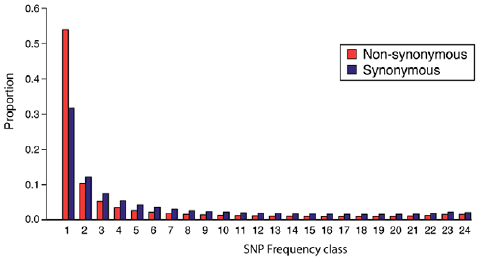 0.6
0.5
0.4
0.3
0.2
0.1
0.0
Proportion
Non-synonymous
Synonymous
1 2 3 4 5 6 7 8 9 10 11 12 13 14 15 16 17 18 19 20 21 22 23 24
SNP Frequency class